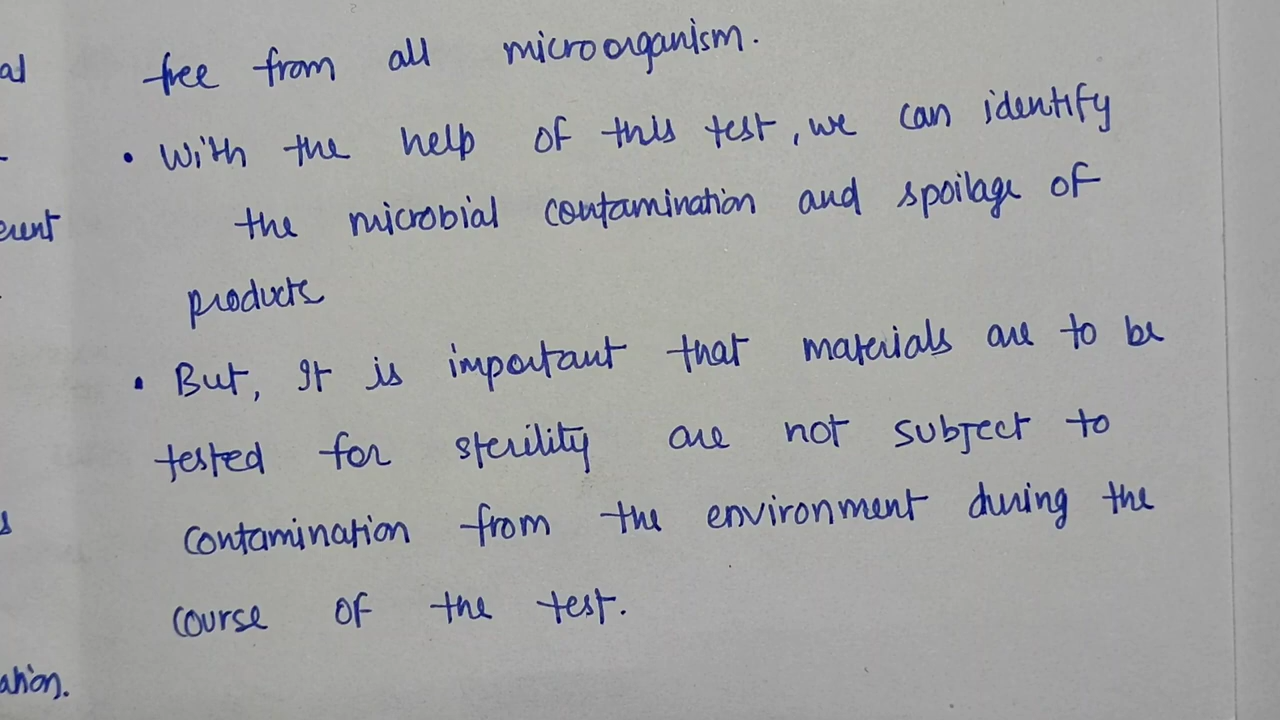 free from all microorganism.
• With the help of this test, we can identify
the microbial contamination and spoilage of
products
• But, It is important that materials are to be
tested for sterility are not subject to
contamination from the environment during the
course of the test.